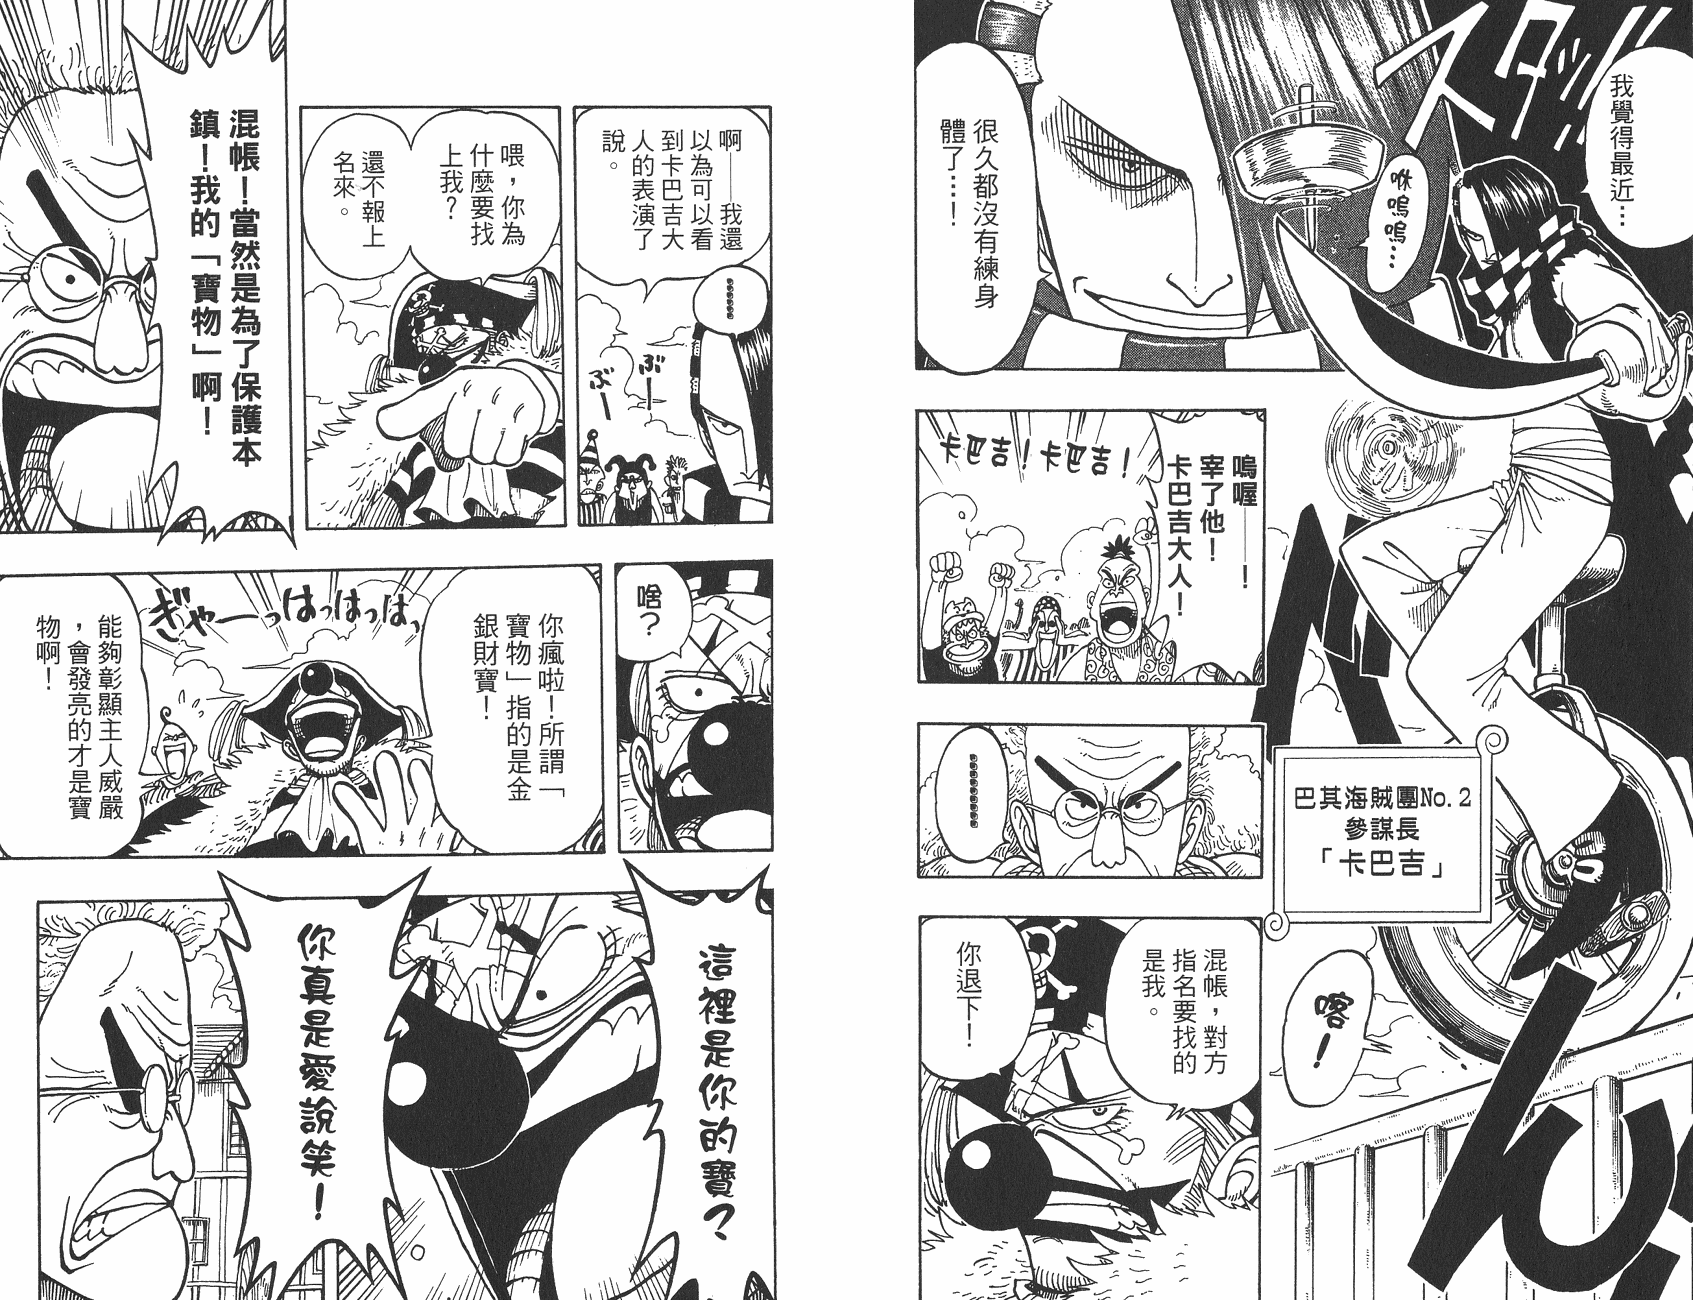 我覺得最近…
咻嗚嗚…
很久都沒有練身
體了…！
スタッ
嗚喔——！
宰了他！
卡巴吉大人！
卡巴吉！卡巴吉！
巴其海賊團No.2
參謀長
「卡巴吉」
喀！
混帳，對方
指名要找的
是我。
你退下！
啊——我還
以為可以看
到卡巴吉大
人的表演了
說。
ぶー
ぶー
喂，你為
什麼要找
上我？
還不報上
名來。
混帳！當然是為了保護本
鎮！我的「寶物」啊！
啥？
你瘋啦！所謂「
寶物」指的是金
銀財寶！
ぎゃーっはっはっはっはっ
能夠彰顯主人威嚴
，會發亮的才是寶
物啊！
這裡是你的寶？
你真是愛說笑！